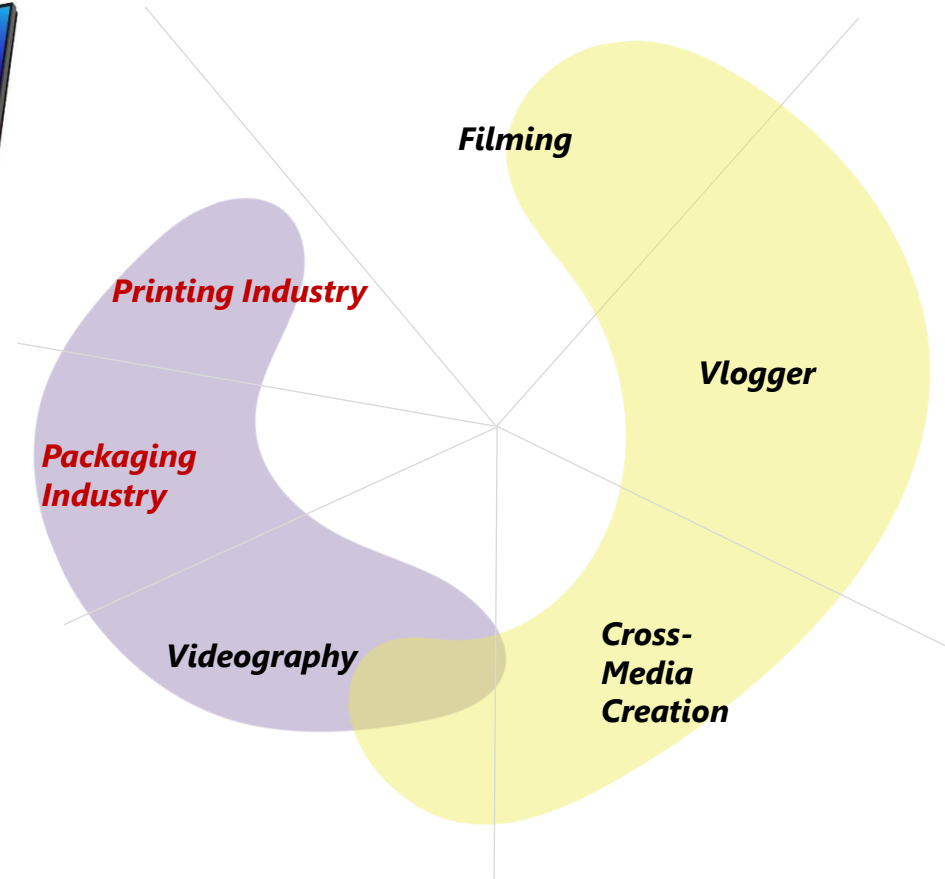 Filming
Printing Industry
Vlogger
Packaging
Industry
Cross-
Media
Creation
Videography